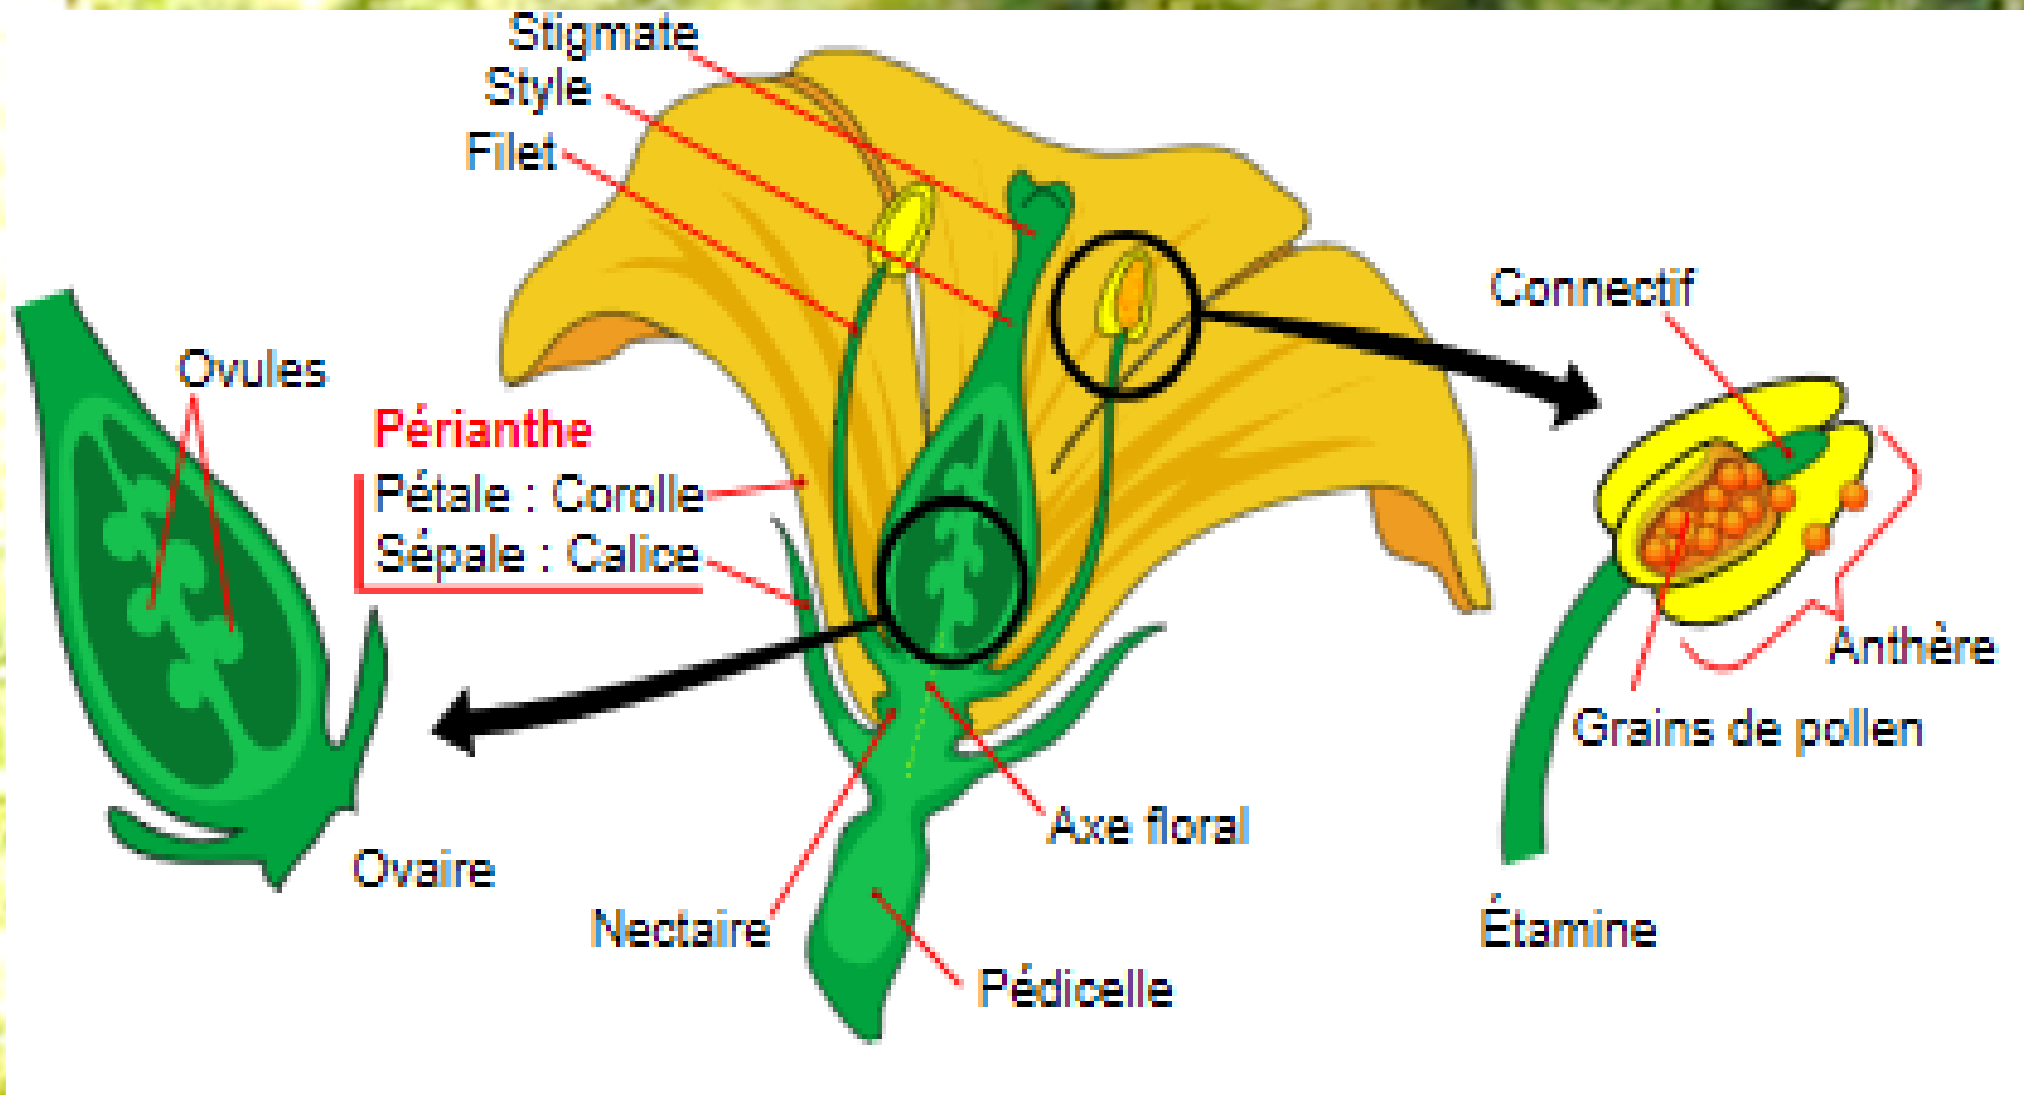 Stigmate
Style
Filet
Connectif
Ovules
Périanthe
Pétale : Corolle
Sépale : Calice
Anthère
Grains de pollen
Axe floral
Ovaire
Nectaire
Étamine
Pédicelle